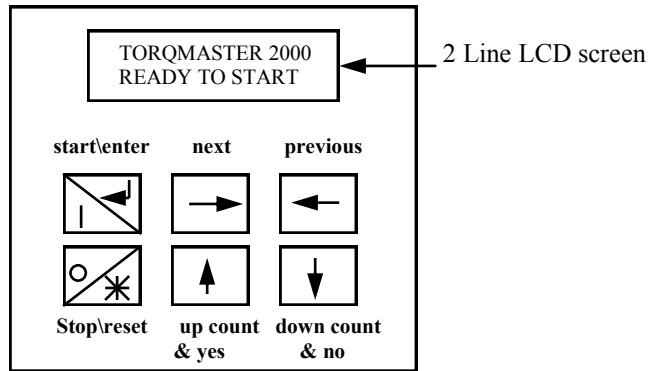 TORQMASTER 2000
READY TO START
2 Line LCD screen
start\enter next previous
Stop\reset up count down count
& yes & no